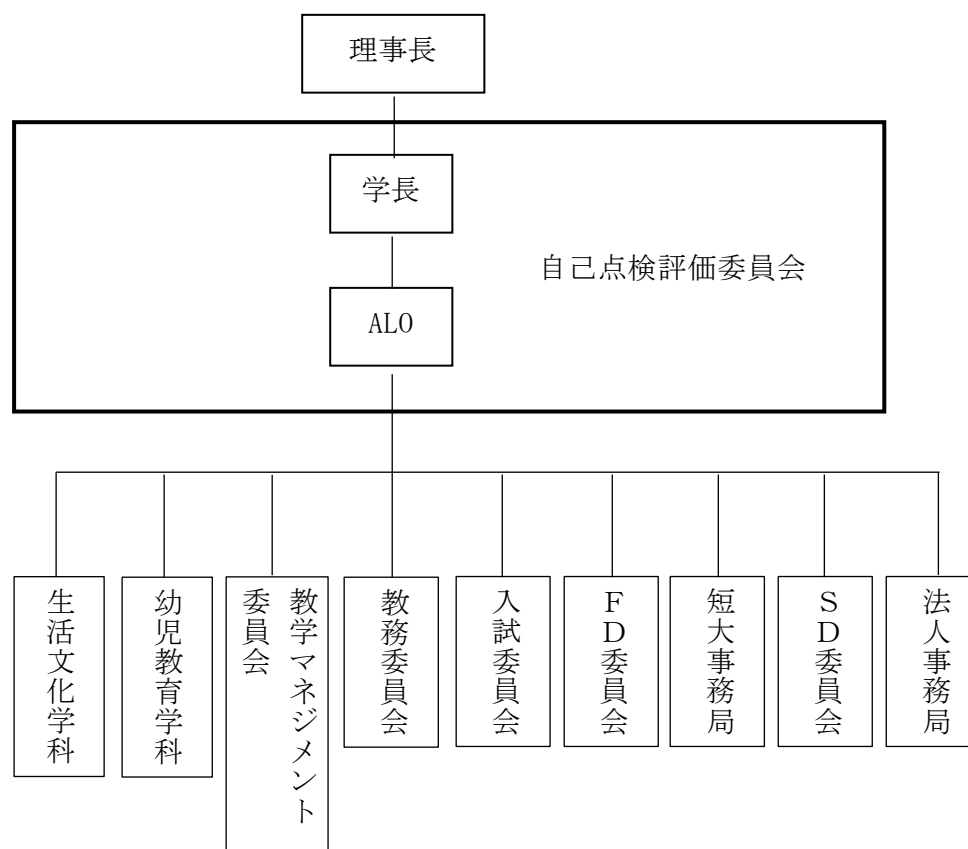 理事長
学長
自己点検評価委員会
ALO
生活文化学科
幼児教育学科
教学マネジメント
委員会
教務委員会
入試委員会
ＦＤ委員会
短大事務局
ＳＤ委員会
法人事務局